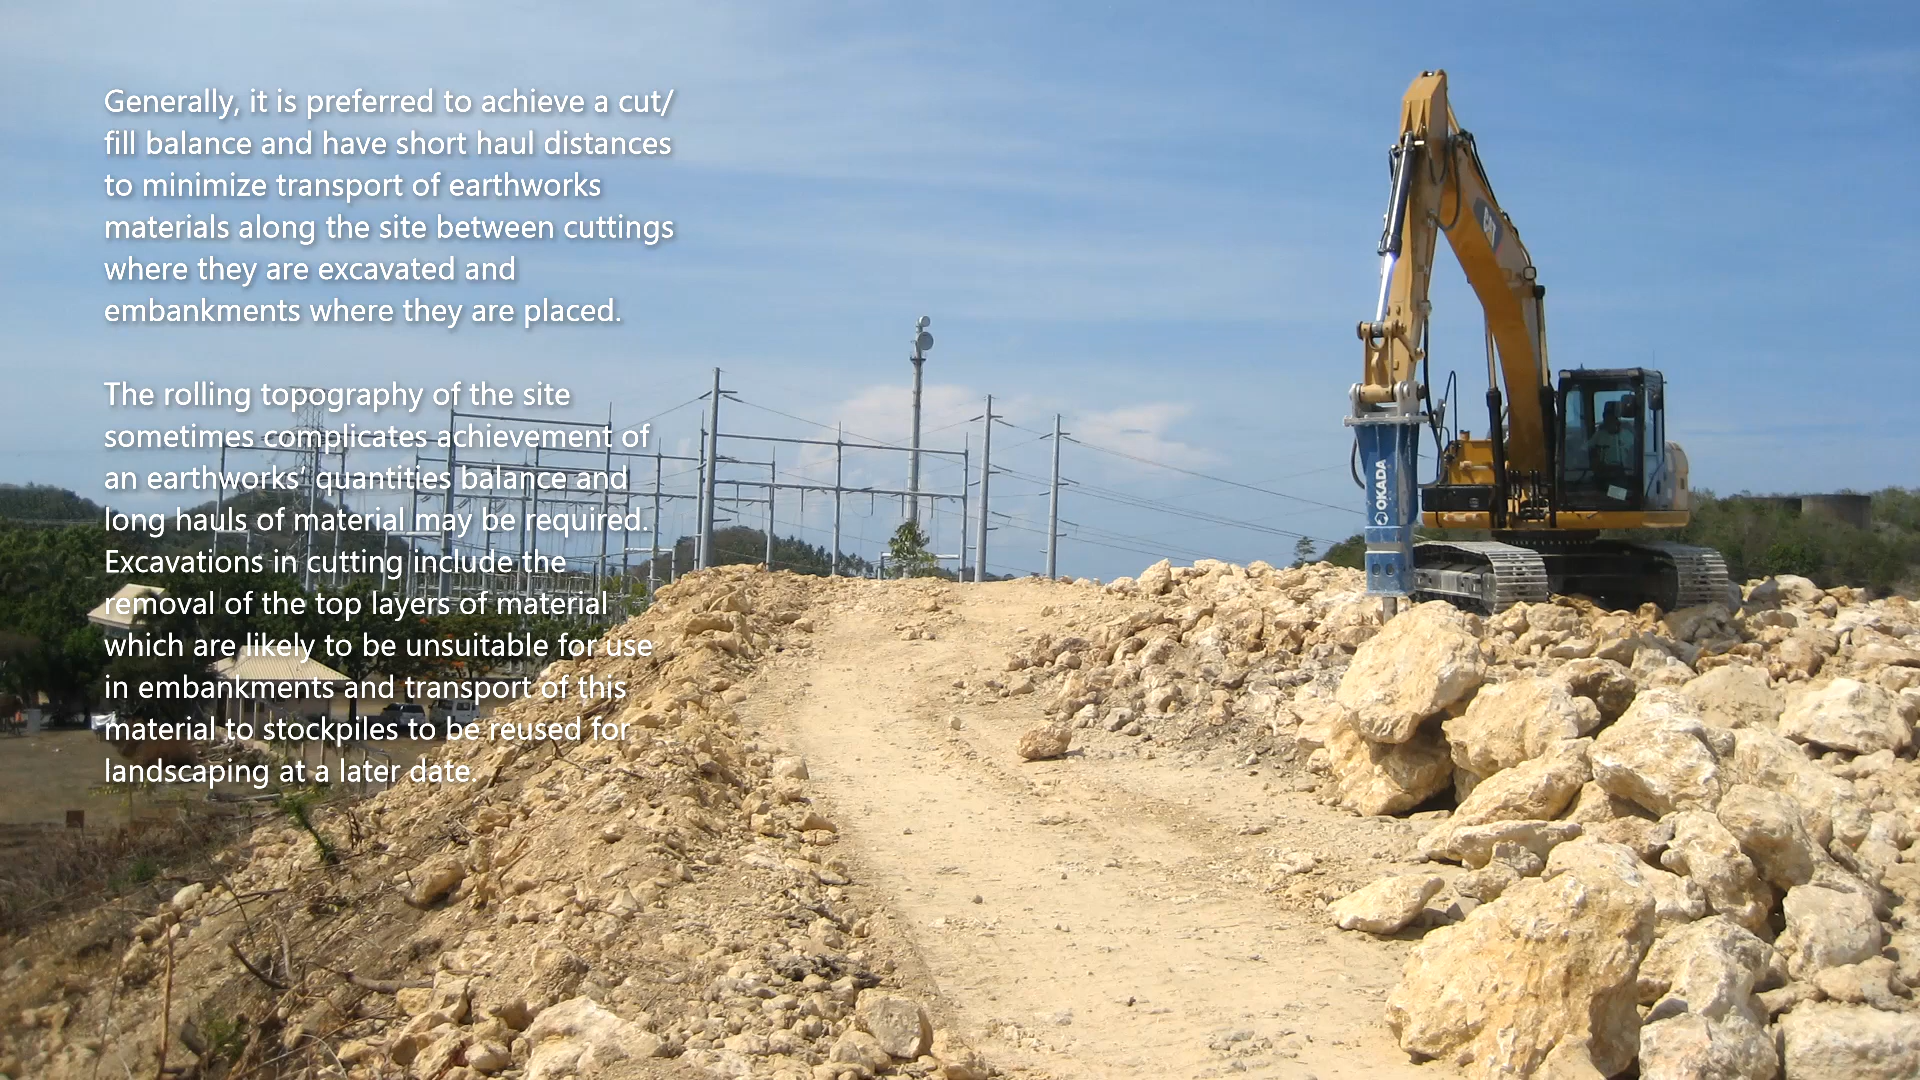 Generally, it is preferred to achieve a cut/
fill balance and have short haul distances
to minimize transport of earthworks
materials along the site between cuttings
where they are excavated and
embankments where they are placed.
The rolling topography of the site
sometimes complicates achievement of
an earthworks’ quantities balance and
long hauls of material may be required.
Excavations in cutting include the
removal of the top layers of material
which are likely to be unsuitable for use
in embankments and transport of this
material to stockpiles to be reused for
landscaping at a later date.
CAT
OKADA